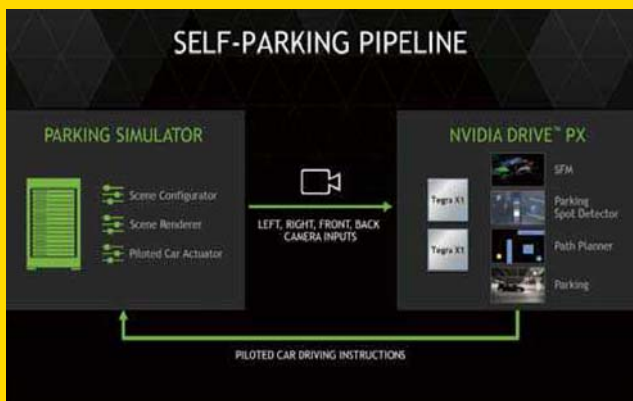 SELF-PARKING PIPELINE
PARKING SIMULATOR
Scene Configurator
Scene Renderer
Piloted Car Actuator
LEFT, RIGHT, FRONT, BACK
CAMERA INPUTS
NVIDIA DRIVE™ PX
Tegra X1
Tegra X1
SFM
Parking
Spot Detector
Path Planner
Parking
PILOTED CAR DRIVING INSTRUCTIONS